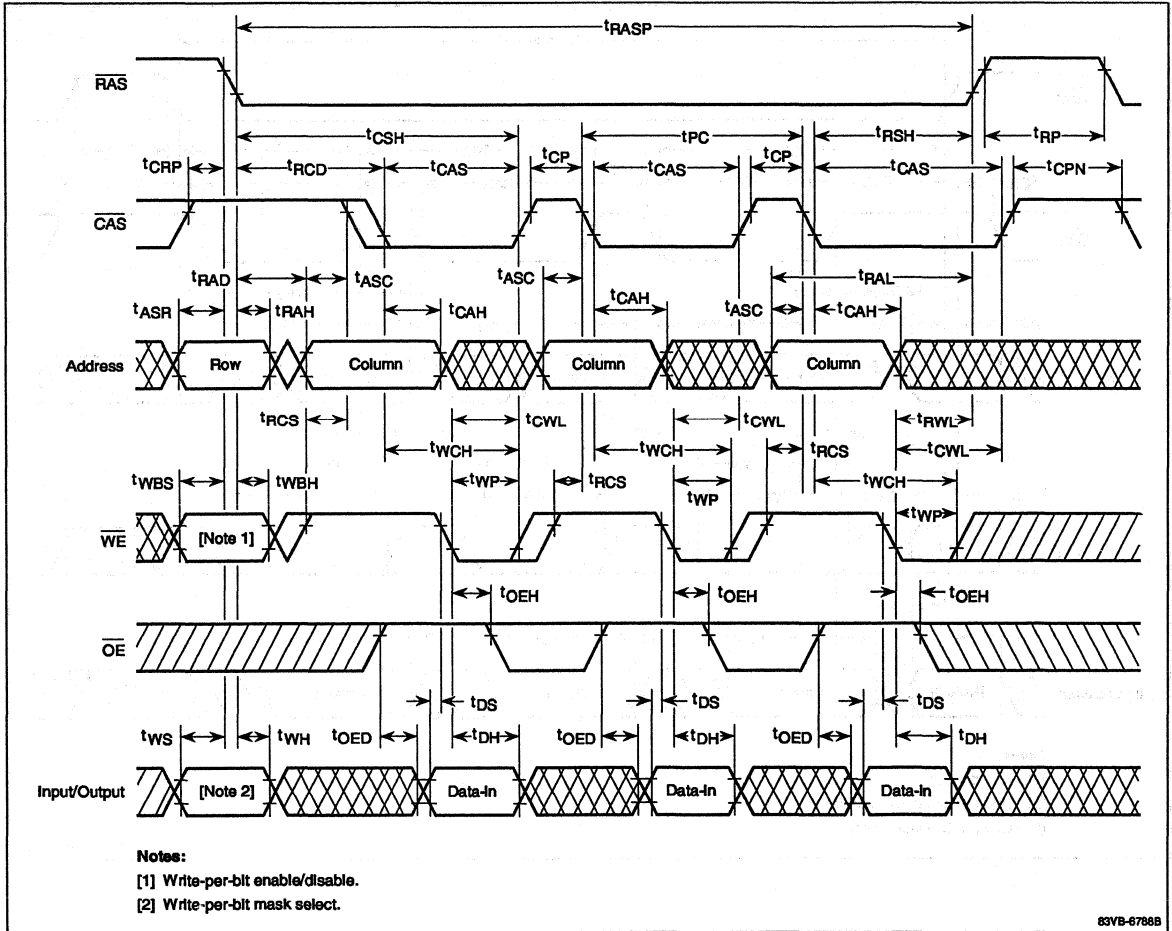 tRASP
RAS
tCSH tPC tRSH tRP
tCRP tRCD tCAS tCP tCAS tCP tCAS tCPN
CAS
tRAD tASC tASC tRAL
tASR tRAH tCAH tCAH tASC tCAH
Address Row Column Column Column
tRCS tCWL tCWL tRWL
tWCH tWCH tRCS tCWL
tWBS tWBH tWP tRCS tWP tWCH
tWP
WE [Note 1]
tOEH tOEH tOEH
OE
tDS tDS tDS
tWS tWH tOED tDH tOED tDH tOED tDH
Input/Output [Note 2] Data-In Data-In Data-In
Notes:
[1] Write-per-bit enable/disable.
[2] Write-per-bit mask select.
83VB-6788B